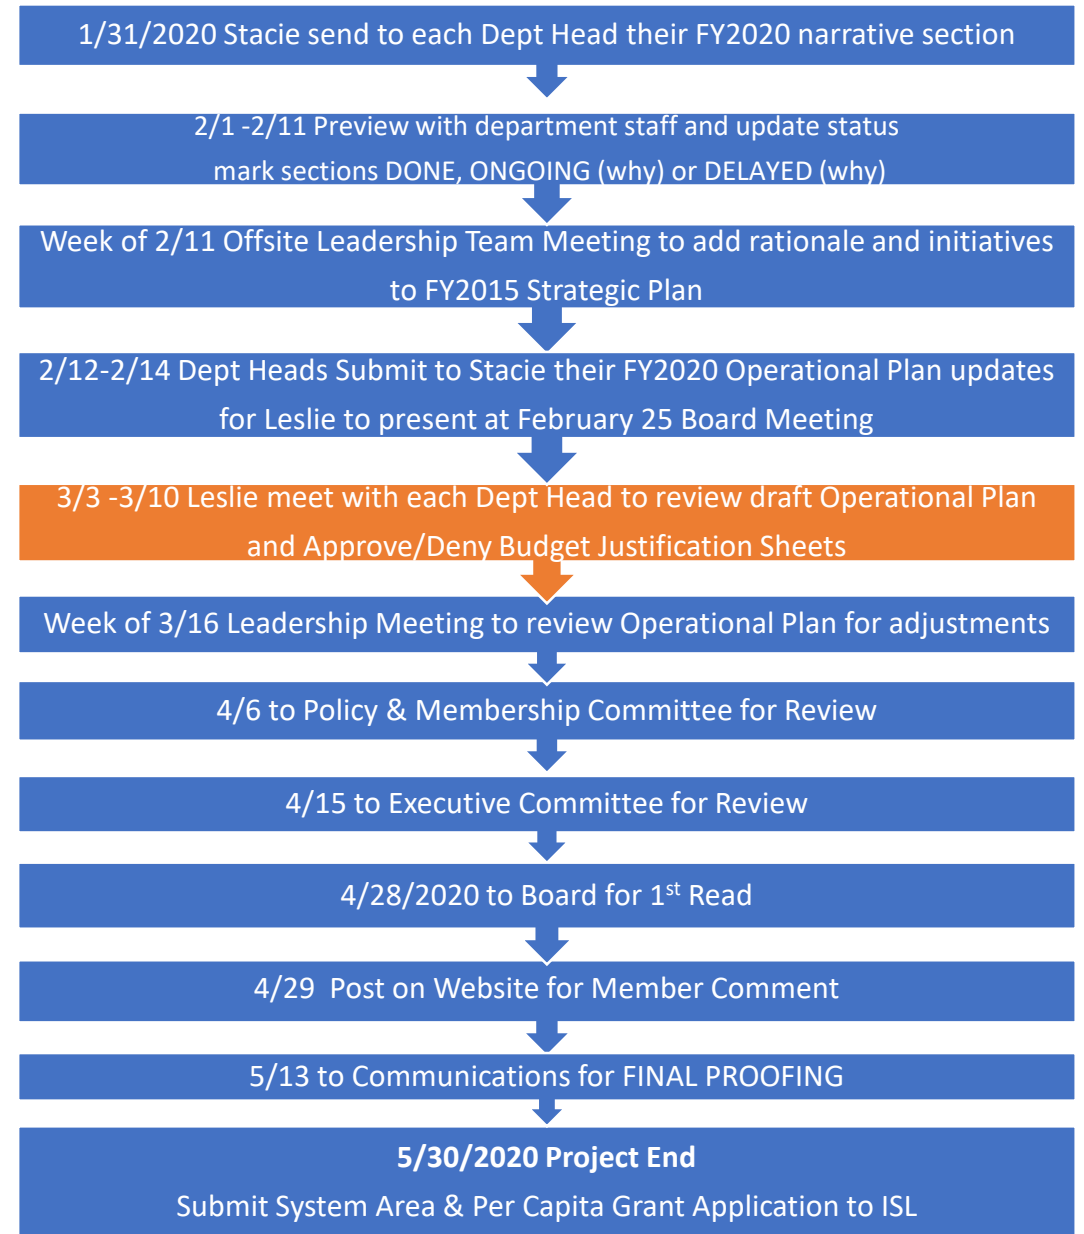 1/31/2020 Stacie send to each Dept Head their FY2020 narrative section
2/1 -2/11 Preview with department staff and update status
mark sections DONE, ONGOING (why) or DELAYED (why)
Week of 2/11 Offsite Leadership Team Meeting to add rationale and initiatives
to FY2015 Strategic Plan
2/12-2/14 Dept Heads Submit to Stacie their FY2020 Operational Plan updates
for Leslie to present at February 25 Board Meeting
3/3 -3/10 Leslie meet with each Dept Head to review draft Operational Plan
and Approve/Deny Budget Justification Sheets
Week of 3/16 Leadership Meeting to review Operational Plan for adjustments
4/6 to Policy & Membership Committee for Review
4/15 to Executive Committee for Review
4/28/2020 to Board for 1st Read
4/29  Post on Website for Member Comment
5/13 to Communications for FINAL PROOFING
5/30/2020 Project End
Submit System Area & Per Capita Grant Application to ISL